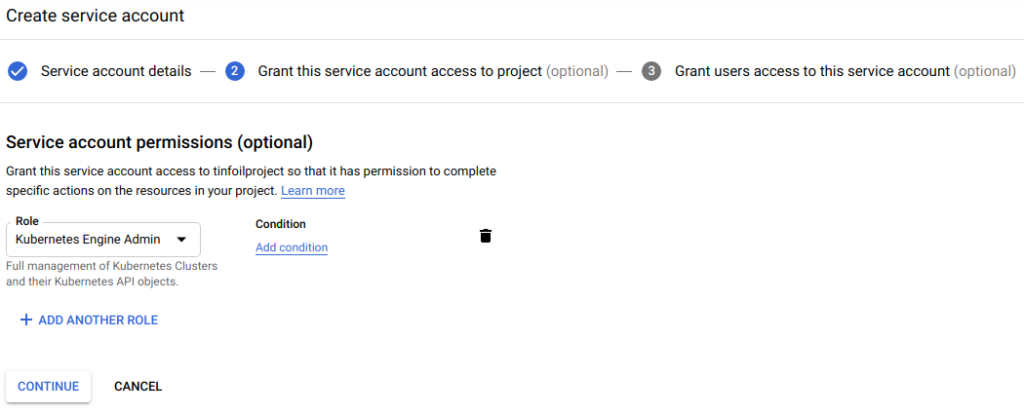 Create service account
Service account details — 2 Grant this service account access to project (optional) — 3 Grant users access to this service account (optional)
Service account permissions (optional)
Grant this service account access to tinfoilproject so that it has permission to complete
specific actions on the resources in your project. Learn more
Role
Kubernetes Engine Admin
Condition
Add condition
Full management of Kubernetes Clusters
and their Kubernetes API objects.
+ ADD ANOTHER ROLE
CONTINUE CANCEL